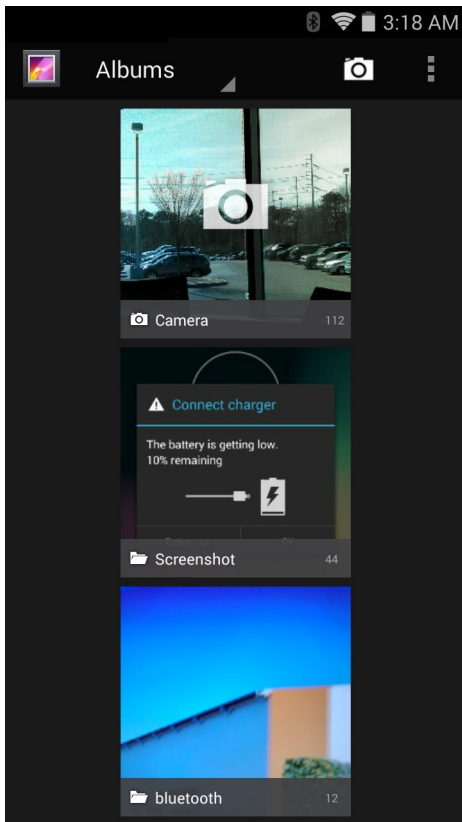 3:18 AM
Albums
Camera 112
Connect charger
The battery is getting low.
10% remaining
Screenshot 44
bluetooth 12